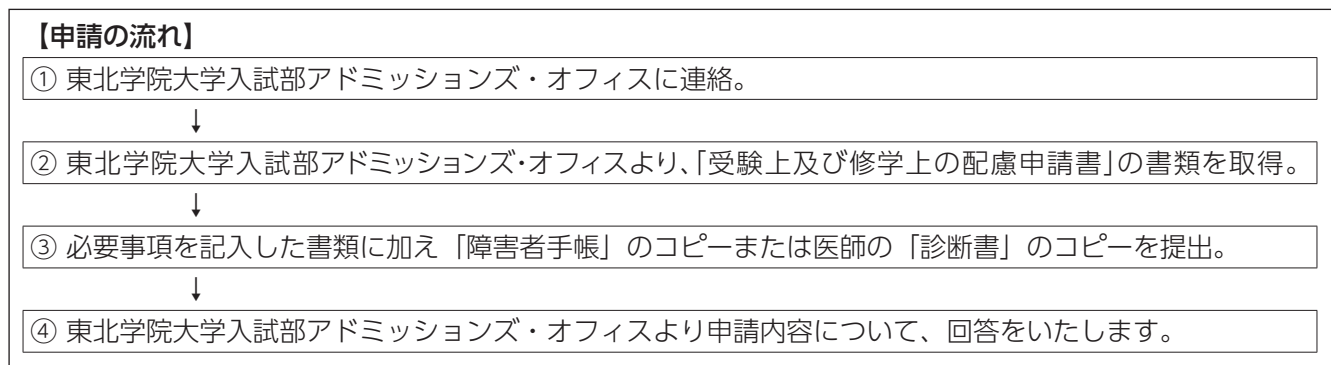 【申請の流れ】
① 東北学院大学入試部アドミッションズ・オフィスに連絡。
↓
② 東北学院大学入試部アドミッションズ・オフィスより、「受験上及び修学上の配慮申請書」の書類を取得。
↓
③ 必要事項を記入した書類に加え「障害者手帳」のコピーまたは医師の「診断書」のコピーを提出。
↓
④ 東北学院大学入試部アドミッションズ・オフィスより申請内容について、回答をいたします。